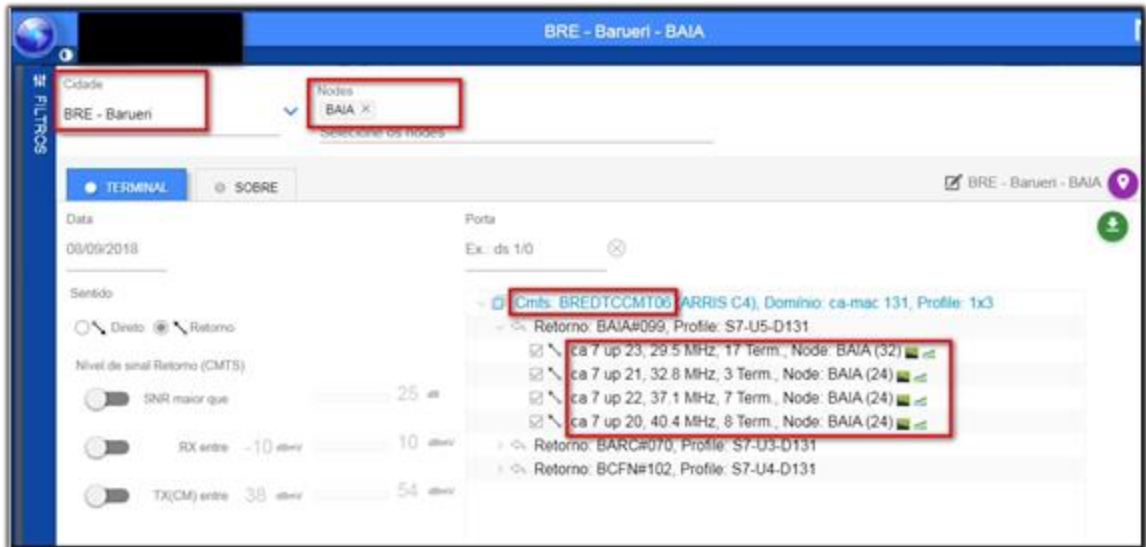 BRE - Barueri - BAIA
FILTROS
Cidade
BRE - Barueri
Nodes
BAIA ×
Selecione os nodes
TERMINAL
SOBRE
BRE - Barueri - BAIA
Data
08/09/2018
Porta
Ex.: ds 1/0
Sentido
Direto
Retorno
Nivel de sinal Retorno (CMTS)
SNR maior que
25 dB
RX entre -10 dBmV
10 dBmV
TX(CM) entre 38 dBmV
54 dBmV
Cmts: BREDTCCMT06 (ARRIS C4), Domínio: ca-mac 131, Profile: 1x3
Retorno: BAIA#099, Profile: S7-U5-D131
ca 7 up 23, 29.5 MHz, 17 Term., Node: BAIA (32)
ca 7 up 21, 32.8 MHz, 3 Term., Node: BAIA (24)
ca 7 up 22, 37.1 MHz, 7 Term., Node: BAIA (24)
ca 7 up 20, 40.4 MHz, 8 Term., Node: BAIA (24)
Retorno: BARC#070, Profile: S7-U3-D131
Retorno: BCFN#102, Profile: S7-U4-D131